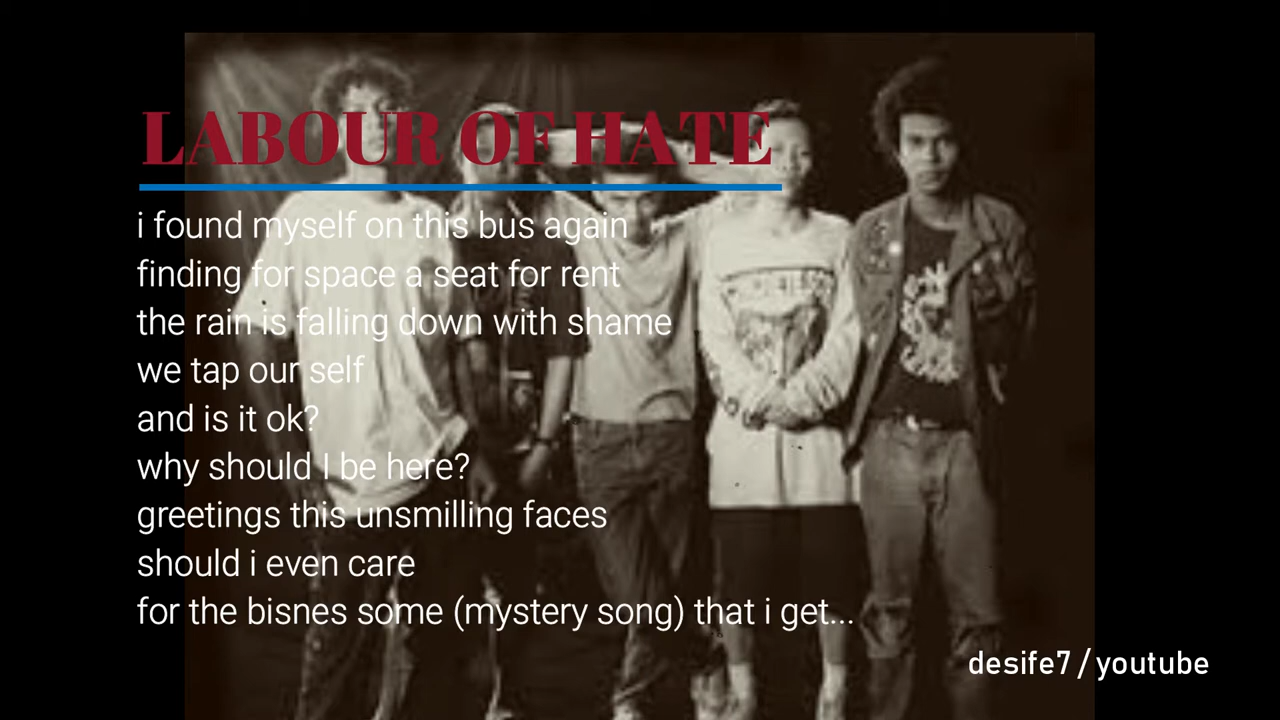 LABOUR OF HATE
i found myself on this bus again
finding for space a seat for rent
the rain is falling down with shame
we tap our self
and is it ok?
why should I be here?
greetings this unsmilling faces
should i even care
for the bisnes some (mystery song) that i get...
desife7/youtube